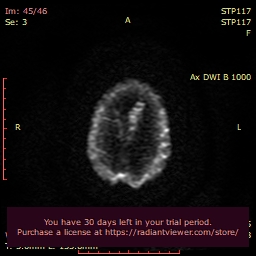 Im: 45/46
Se: 3
A
STP117
STP117
F
Ax DWI B 1000
R
L
You have 30 days left in your trial period.
Purchase a license at https://radiantviewer.com/store/